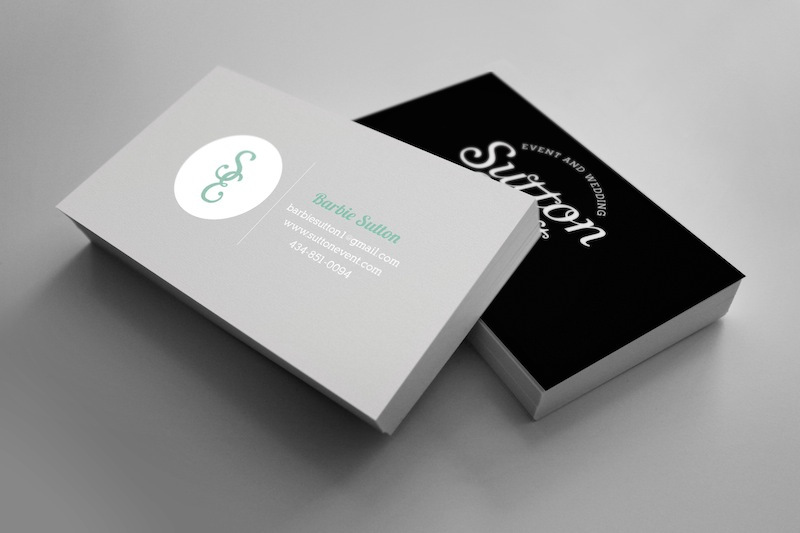 SE
Barbie Sutton
barbiesutton1@gmail.com
www.suttonevent.com
434-851-0094
EVENT AND WEDDING
Sutton